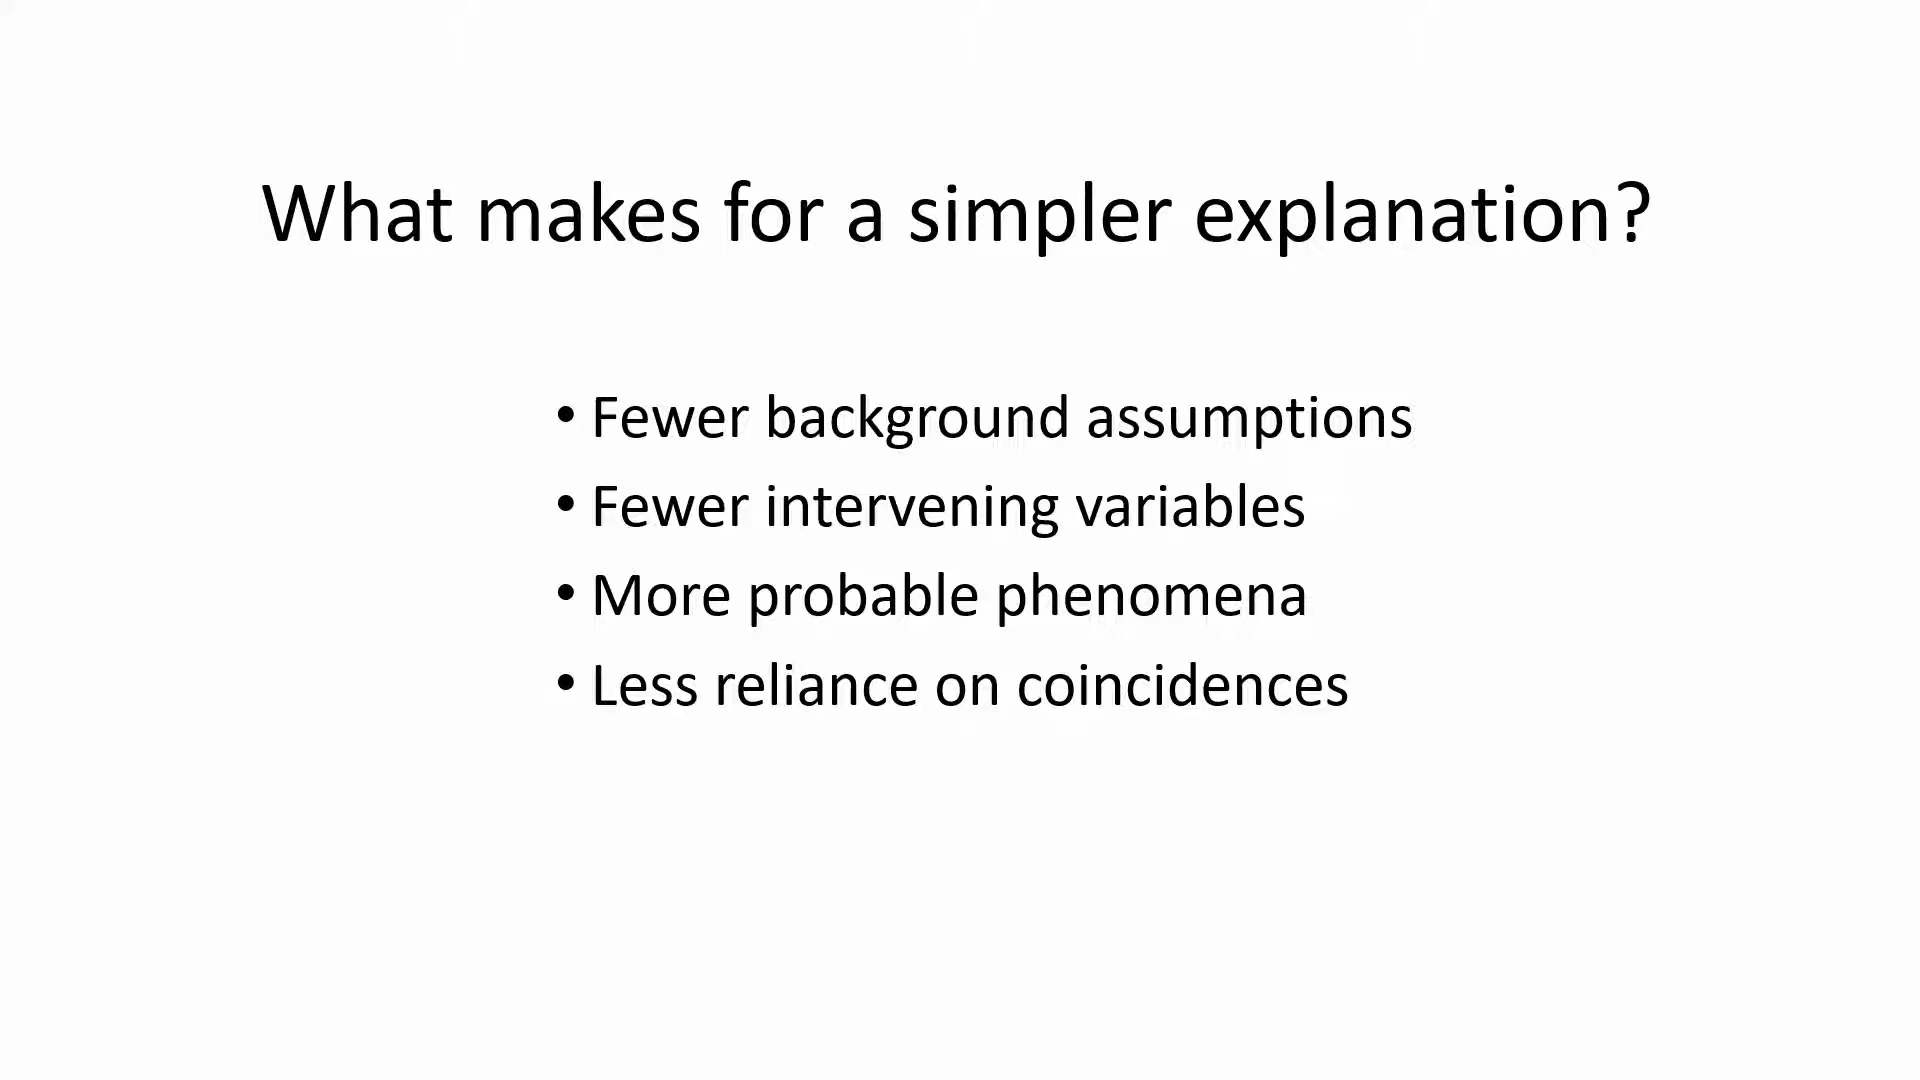 What makes for a simpler explanation?
• Fewer background assumptions
• Fewer intervening variables
• More probable phenomena
• Less reliance on coincidences